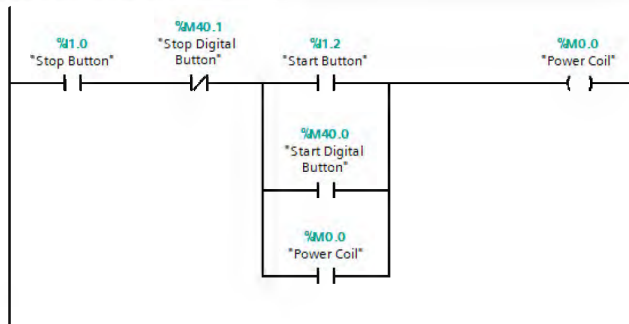 %I1.0
"Stop Button"
%M40.1
"Stop Digital
Button"
%I1.2
"Start Button"
%M0.0
"Power Coil"
%M40.0
"Start Digital
Button"
%M0.0
"Power Coil"